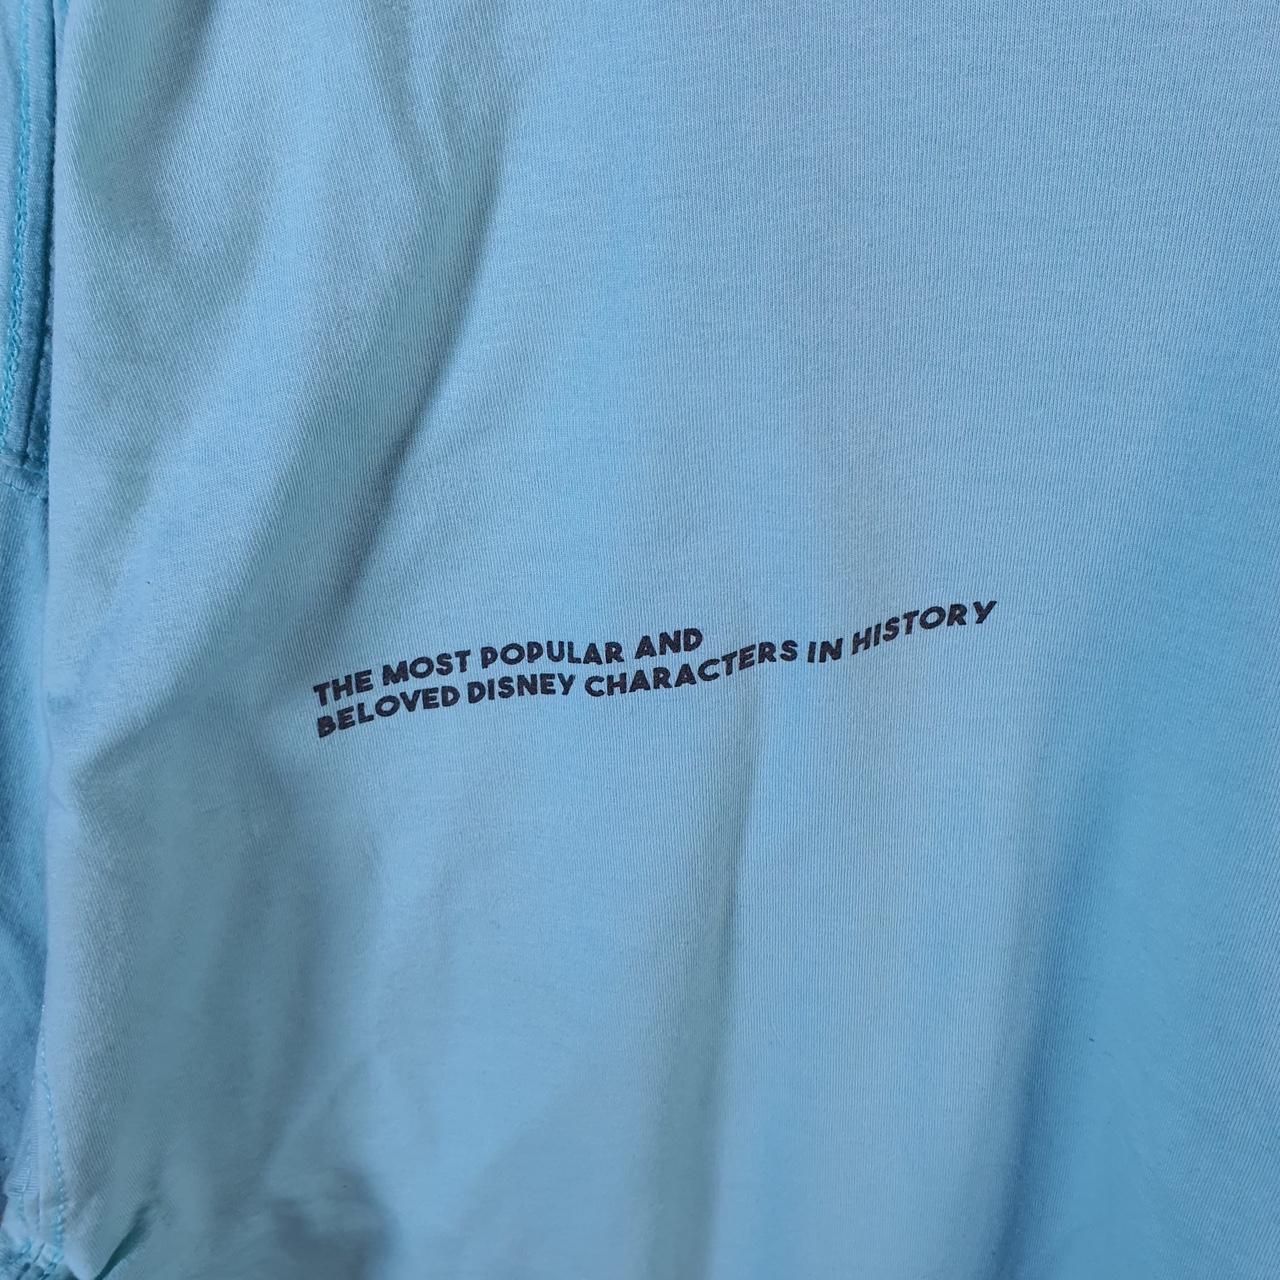 THE MOST POPULAR AND
BELOVED DISNEY CHARACTERS IN HISTORY